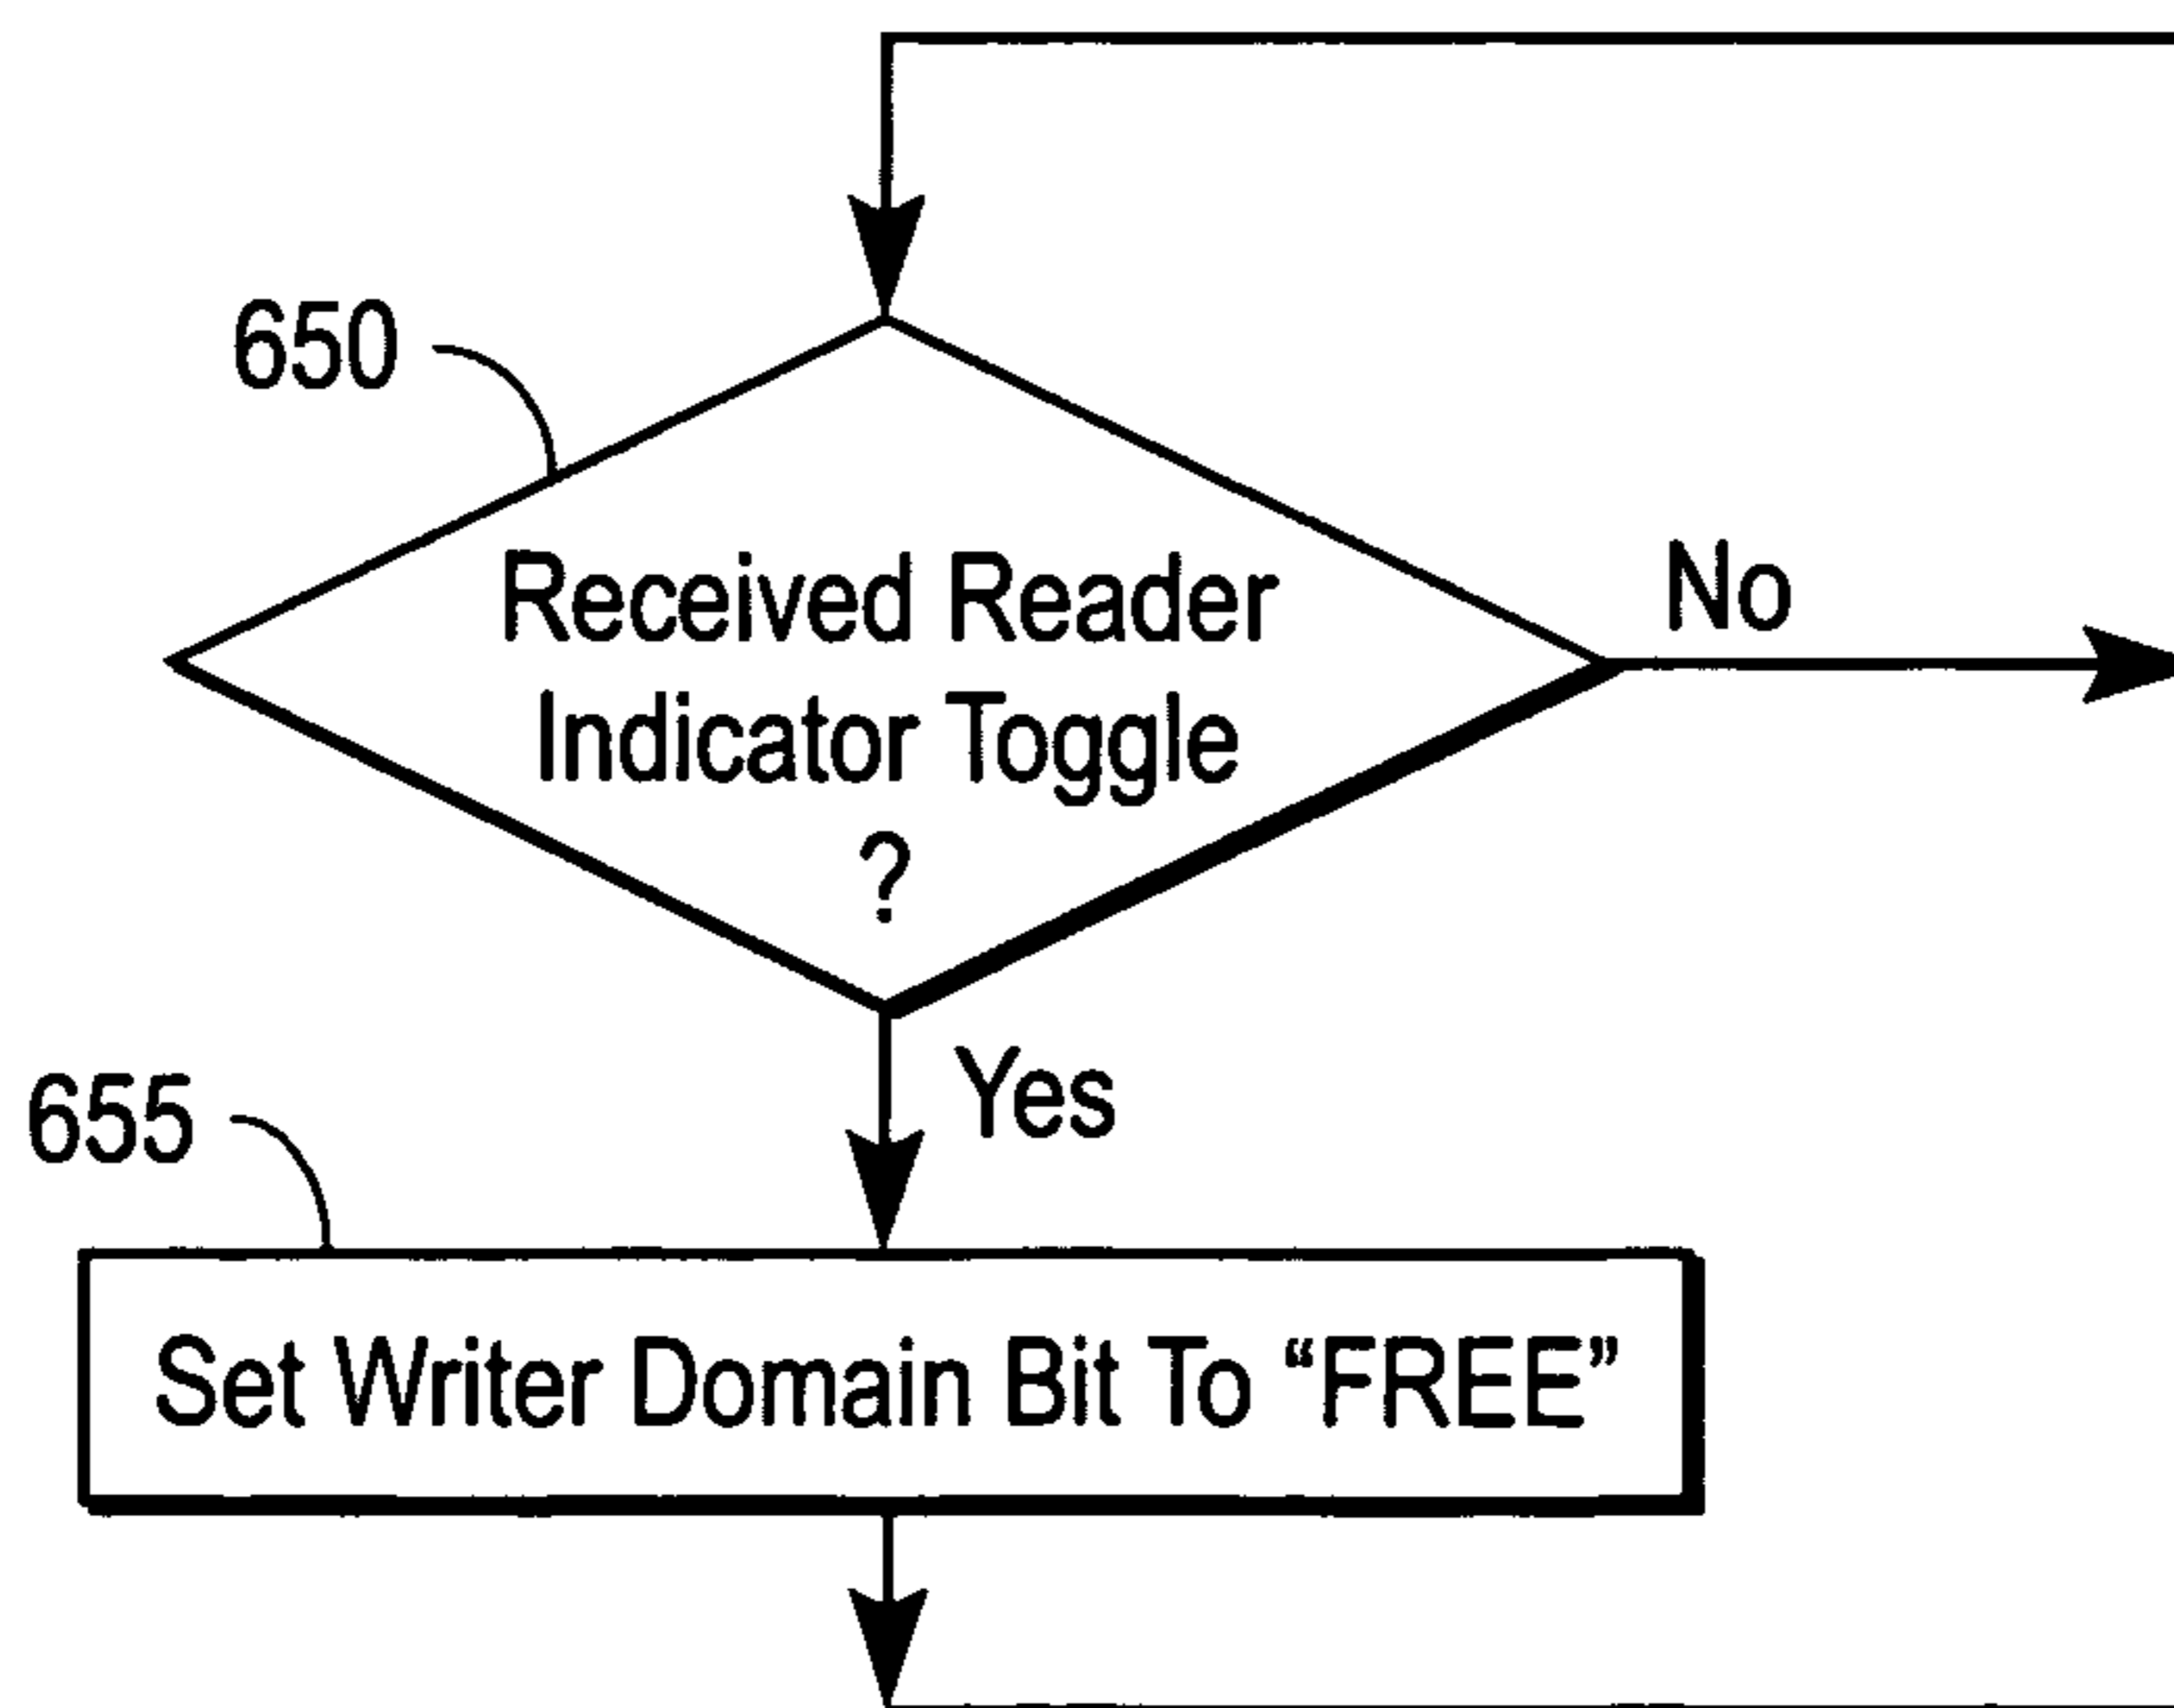 650
Received Reader
No
Indicator Toggle
?
Yes
655
Set Writer Domain Bit To “FREE”